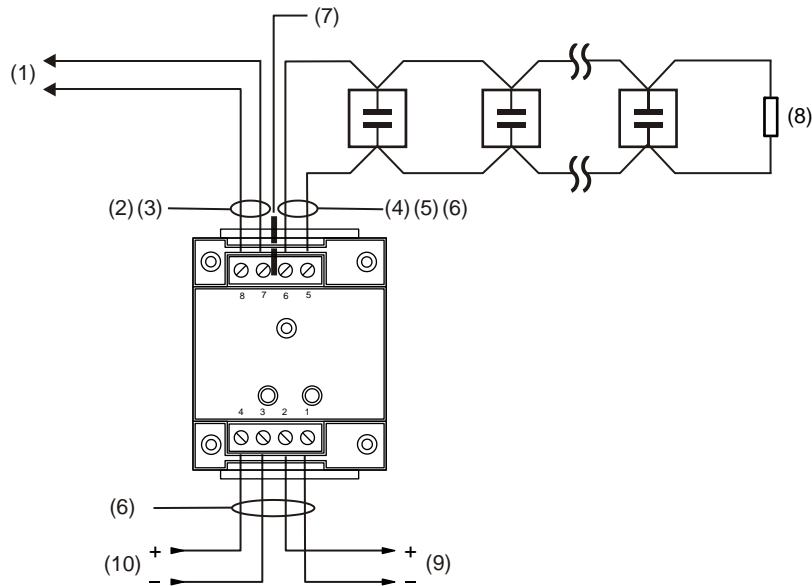 (7)
(1)
(8)
(2) (3)
(4) (5) (6)
8 7 6 5
4 3 2 1
(6)
+ +
(10) (9)
– –